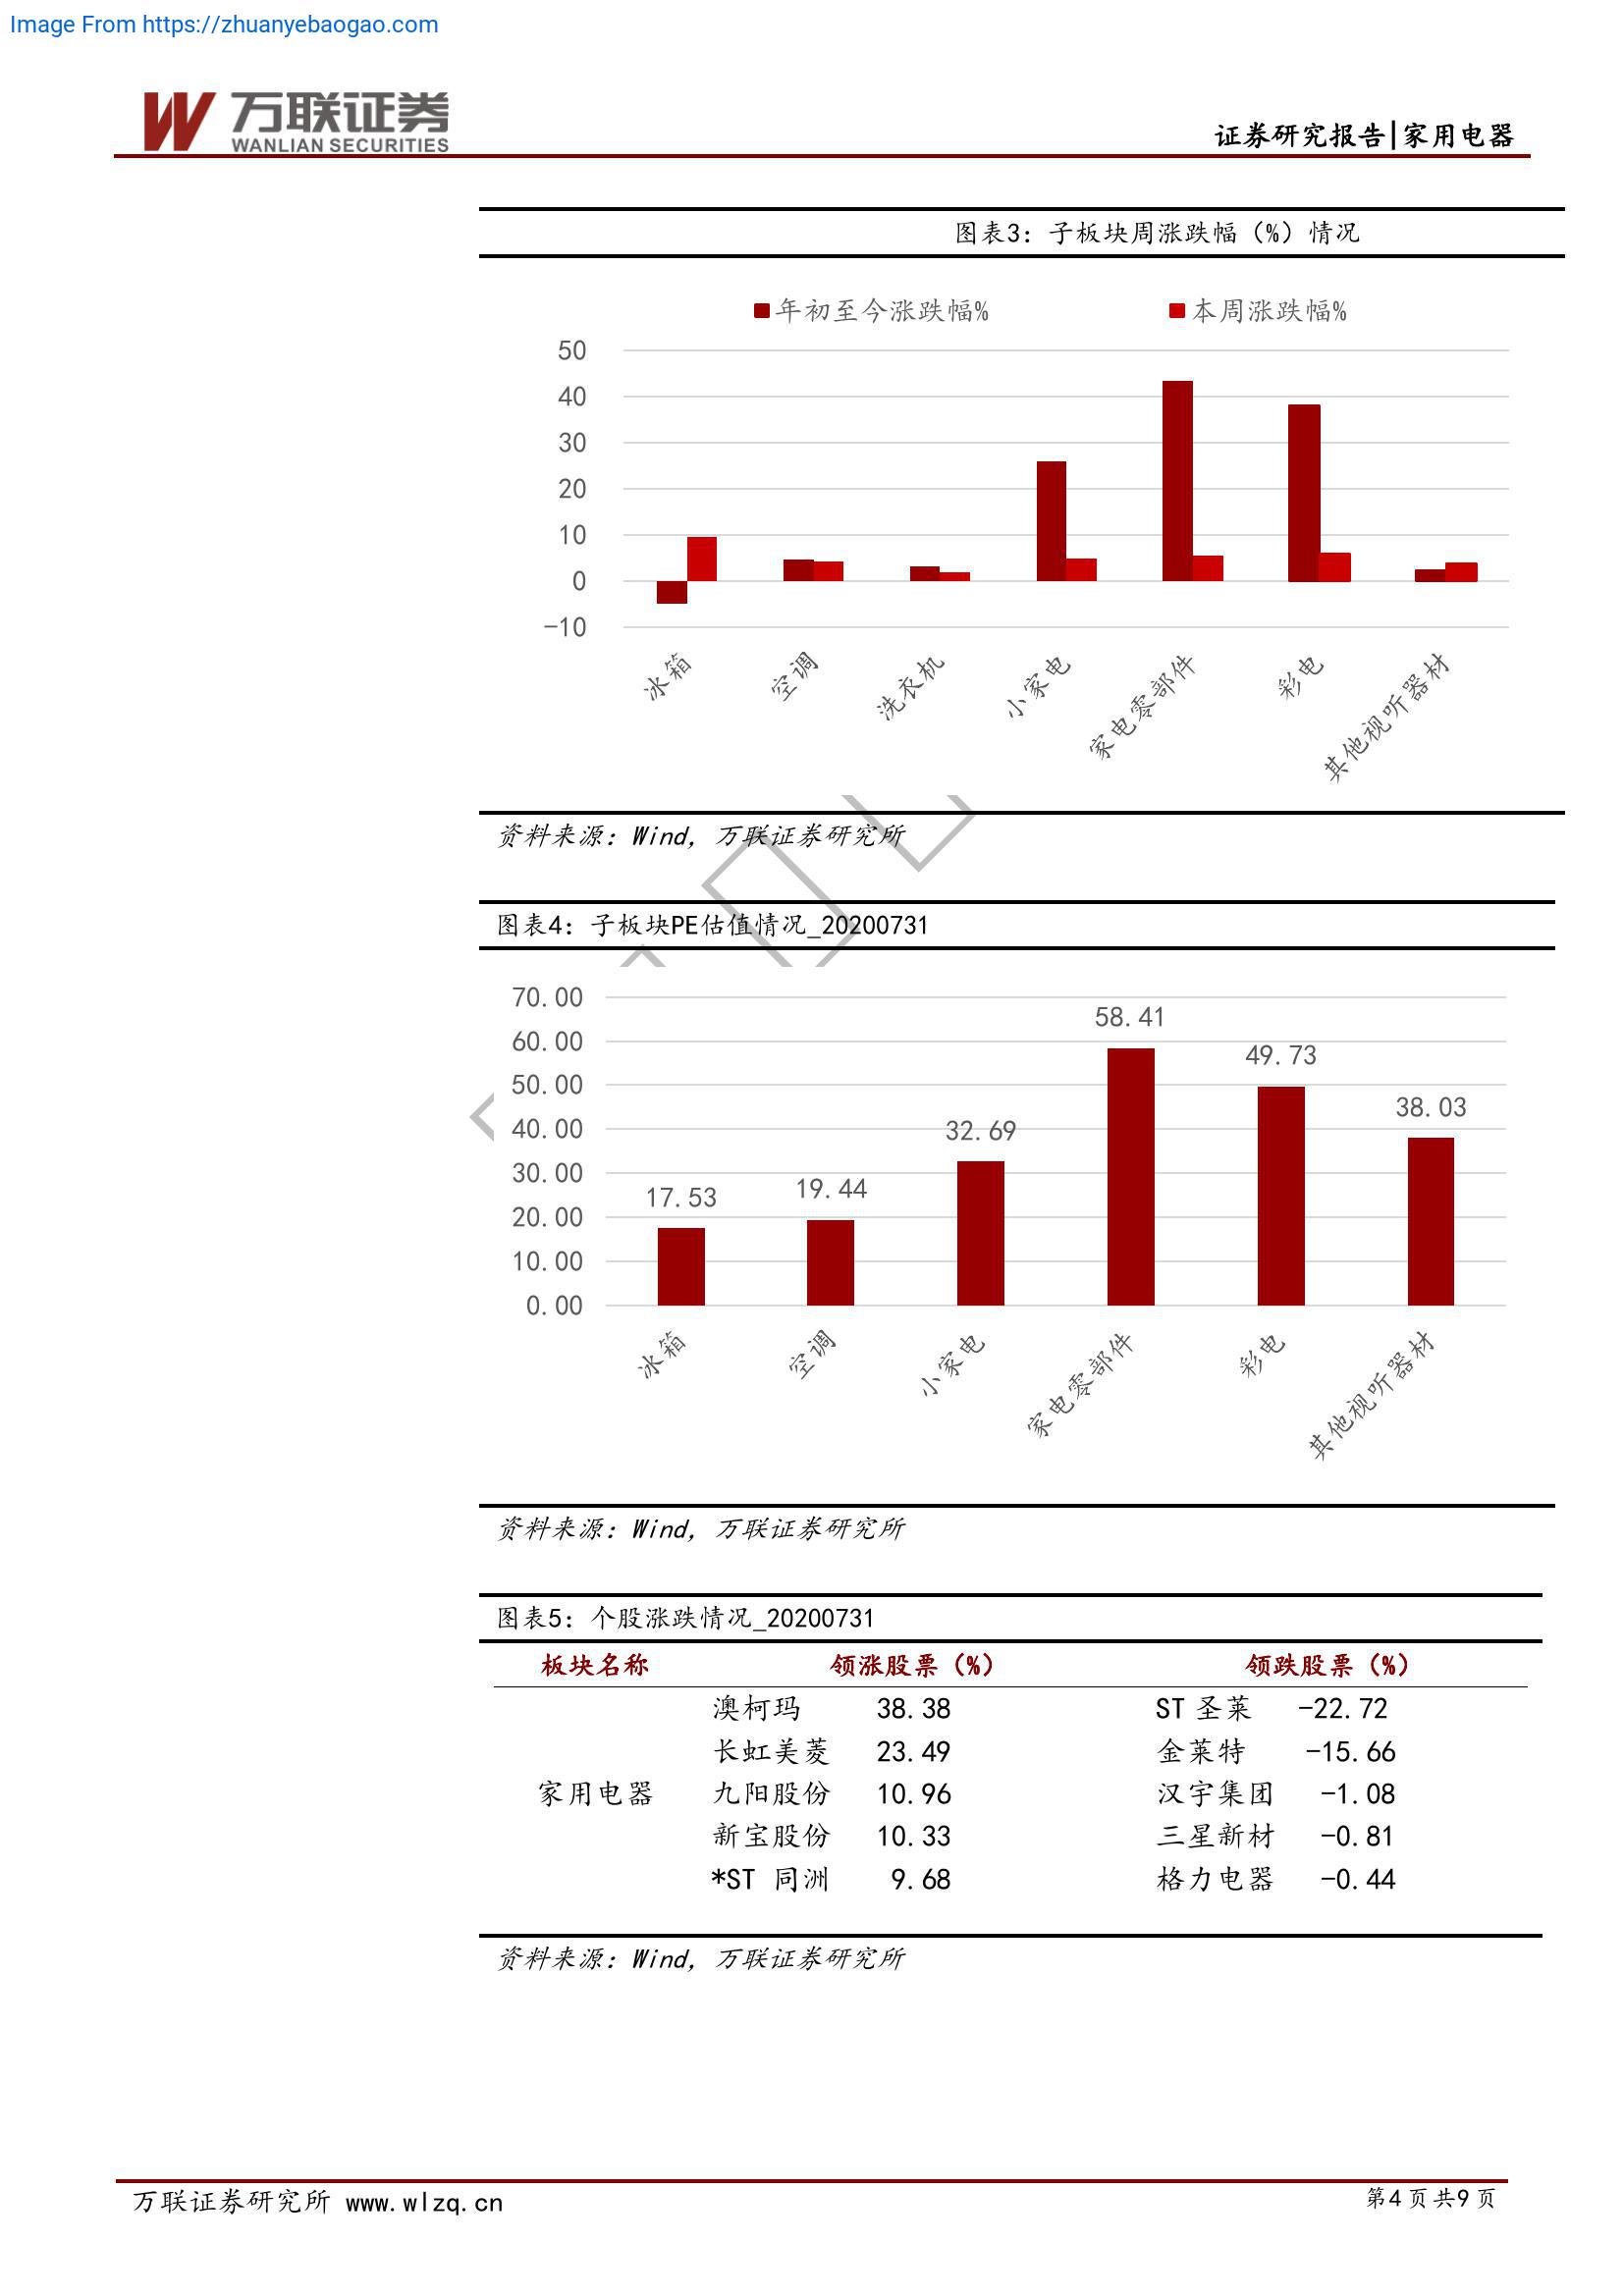 Image From https://zhuanyebaogao.com
万联证券
WANLIAN SECURITIES
证券研究报告|家用电器
图表3：子板块周涨跌幅（%）情况
年初至今涨跌幅% 本周涨跌幅%
50
40
30
20
10
0
-10
冰箱 空调 洗衣机 小家电 家电零部件 彩电 其他视听器材
资料来源：Wind，万联证券研究所
图表4：子板块PE估值情况_20200731
70.00
60.00
50.00
40.00
30.00
20.00
10.00
0.00
17.53 19.44 32.69 58.41 49.73 38.03
冰箱 空调 小家电 家电零部件 彩电 其他视听器材
资料来源：Wind，万联证券研究所
图表5：个股涨跌情况_20200731
板块名称 领涨股票（%） 领跌股票（%）
澳柯玛 38.38 ST 圣莱 -22.72
长虹美菱 23.49 金莱特 -15.66
家用电器 九阳股份 10.96 汉宇集团 -1.08
新宝股份 10.33 三星新材 -0.81
*ST 同洲 9.68 格力电器 -0.44
资料来源：Wind，万联证券研究所
万联证券研究所 www.wlzq.cn 第4页共9页